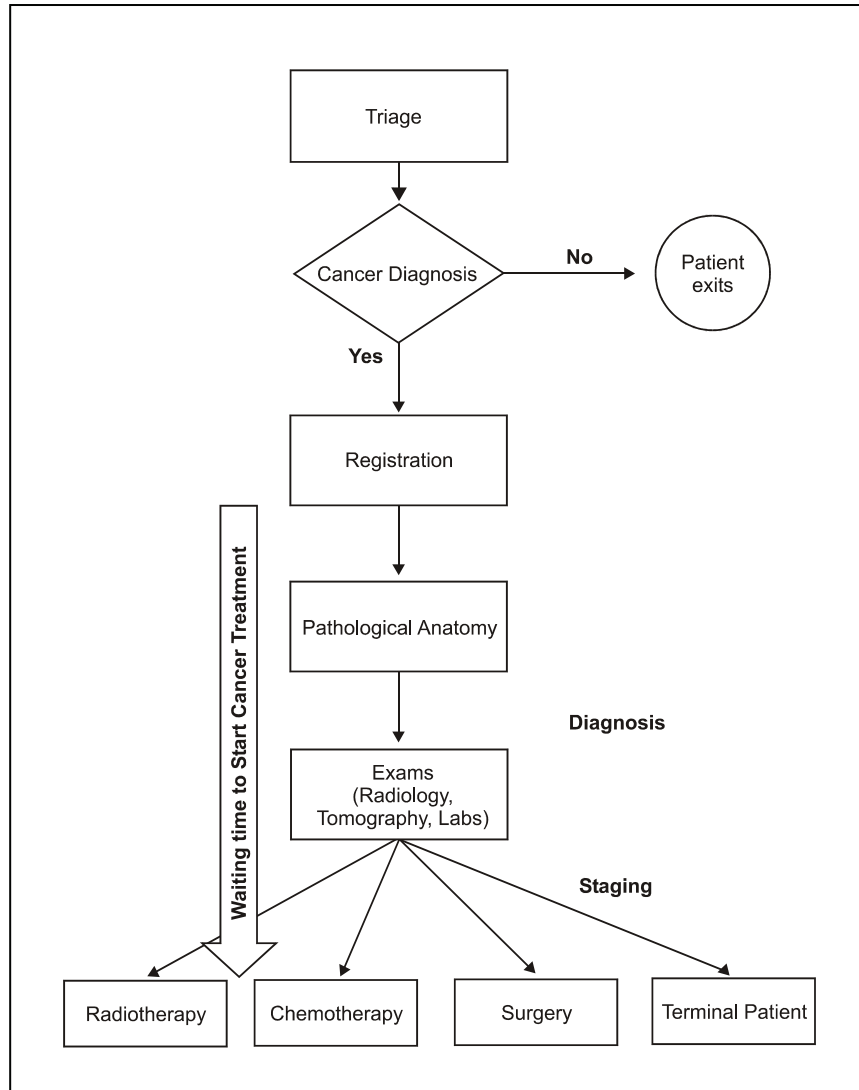 Triage
Cancer Diagnosis
No
Patient
exits
Yes
Registration
Waiting time to Start Cancer Treatment
Pathological Anatomy
Diagnosis
Exams
(Radiology,
Tomography, Labs)
Staging
Radiotherapy
Chemotherapy
Surgery
Terminal Patient